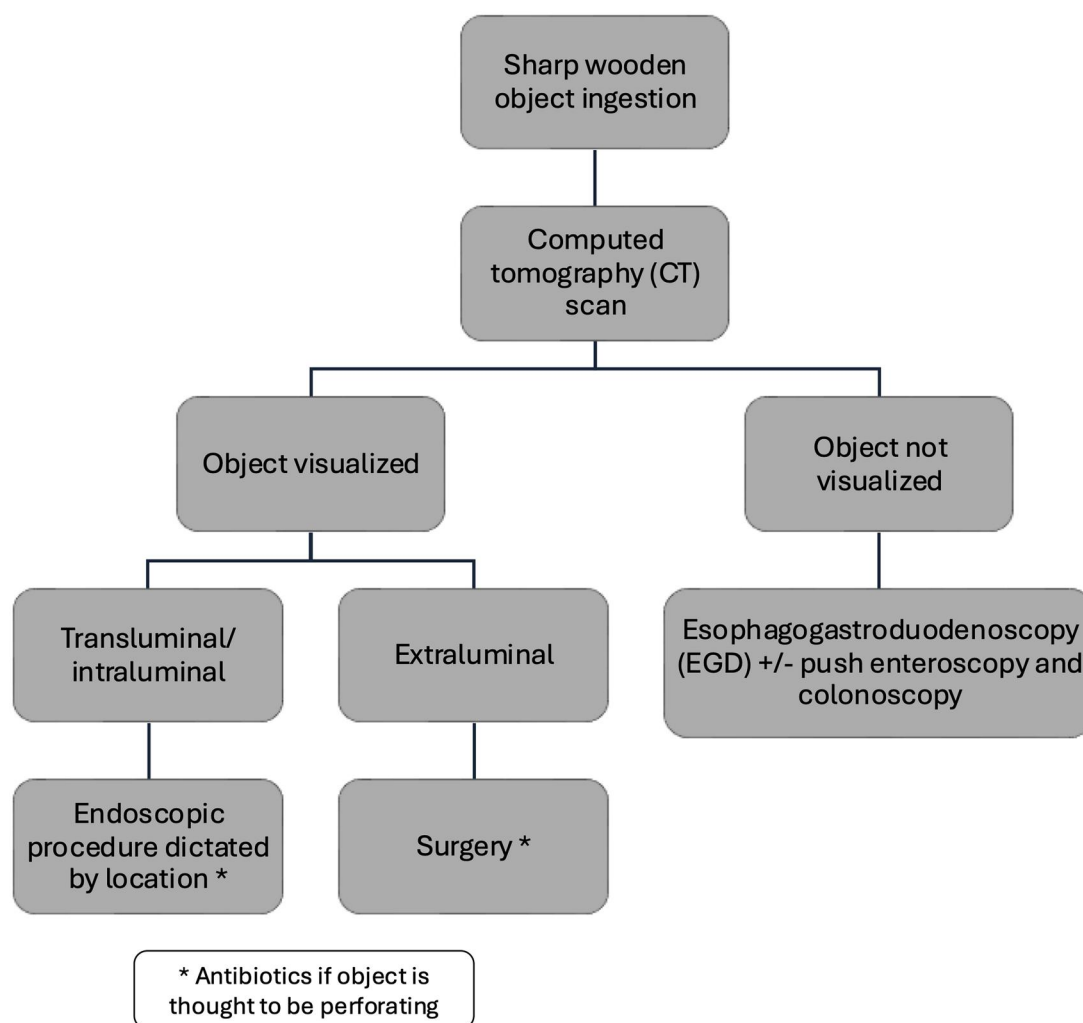 Sharp wooden
object ingestion
Computed
tomography (CT)
scan
Object visualized
Object not
visualized
Transluminal/
intraluminal
Extraluminal
Esophagogastroduodenoscopy
(EGD) +/- push enteroscopy and
colonoscopy
Endoscopic
procedure dictated
by location *
Surgery *
* Antibiotics if object is
thought to be perforating